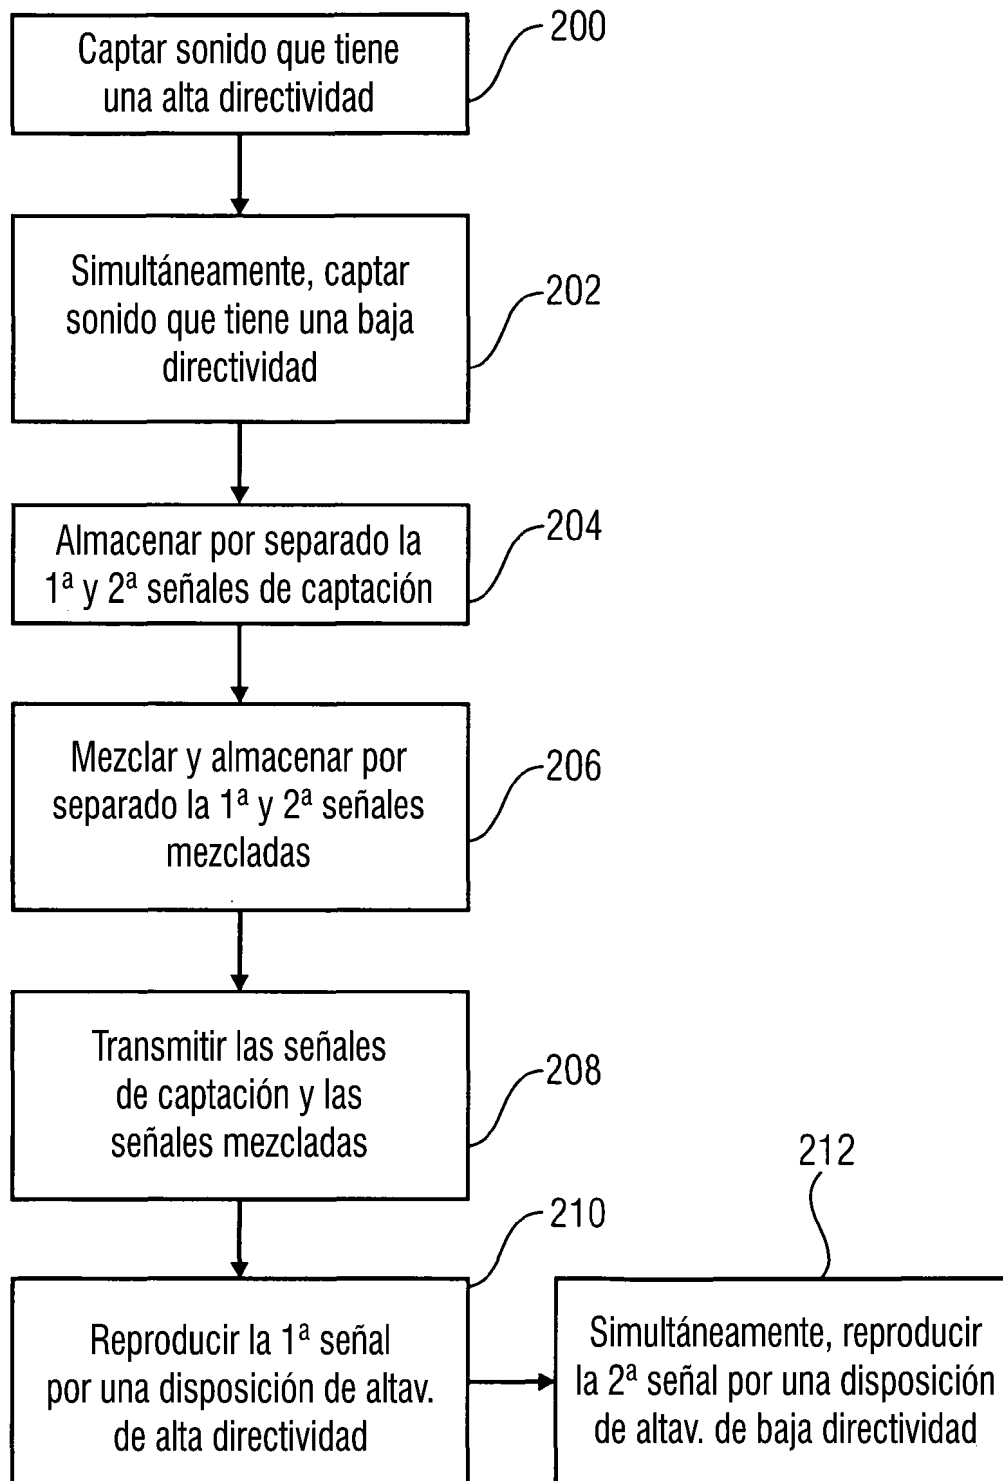 200
Captar sonido que tiene
una alta directividad
Simultáneamente, captar
sonido que tiene una baja
directividad
202
Almacenar por separado la
1ª y 2ª señales de captación
204
Mezclar y almacenar por
separado la 1ª y 2ª señales
mezcladas
206
Transmitir las señales
de captación y las
señales mezcladas
208
210
Reproducir la 1ª señal
por una disposición de altav.
de alta directividad
212
Simultáneamente, reproducir
la 2ª señal por una disposición
de altav. de baja directividad